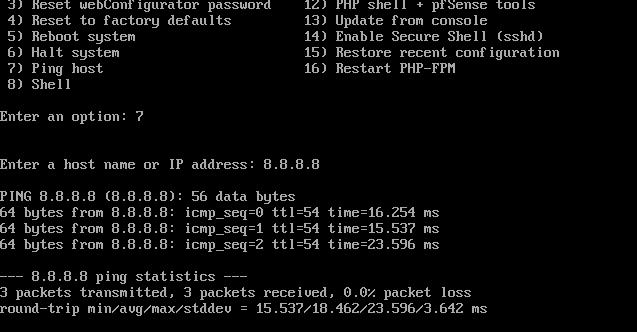 3) Reset webConfigurator password 12) PHP shell + pfSense tools
4) Reset to factory defaults 13) Update from console
5) Reboot system 14) Enable Secure Shell (sshd)
6) Halt system 15) Restore recent configuration
7) Ping host 16) Restart PHP-FPM
8) Shell
Enter an option: 7
Enter a host name or IP address: 8.8.8.8
PING 8.8.8.8 (8.8.8.8): 56 data bytes
64 bytes from 8.8.8.8: icmp_seq=0 ttl=54 time=16.254 ms
64 bytes from 8.8.8.8: icmp_seq=1 ttl=54 time=15.537 ms
64 bytes from 8.8.8.8: icmp_seq=2 ttl=54 time=23.596 ms
--- 8.8.8.8 ping statistics ---
3 packets transmitted, 3 packets received, 0.0% packet loss
round-trip min/avg/max/stddev = 15.537/18.462/23.596/3.642 ms